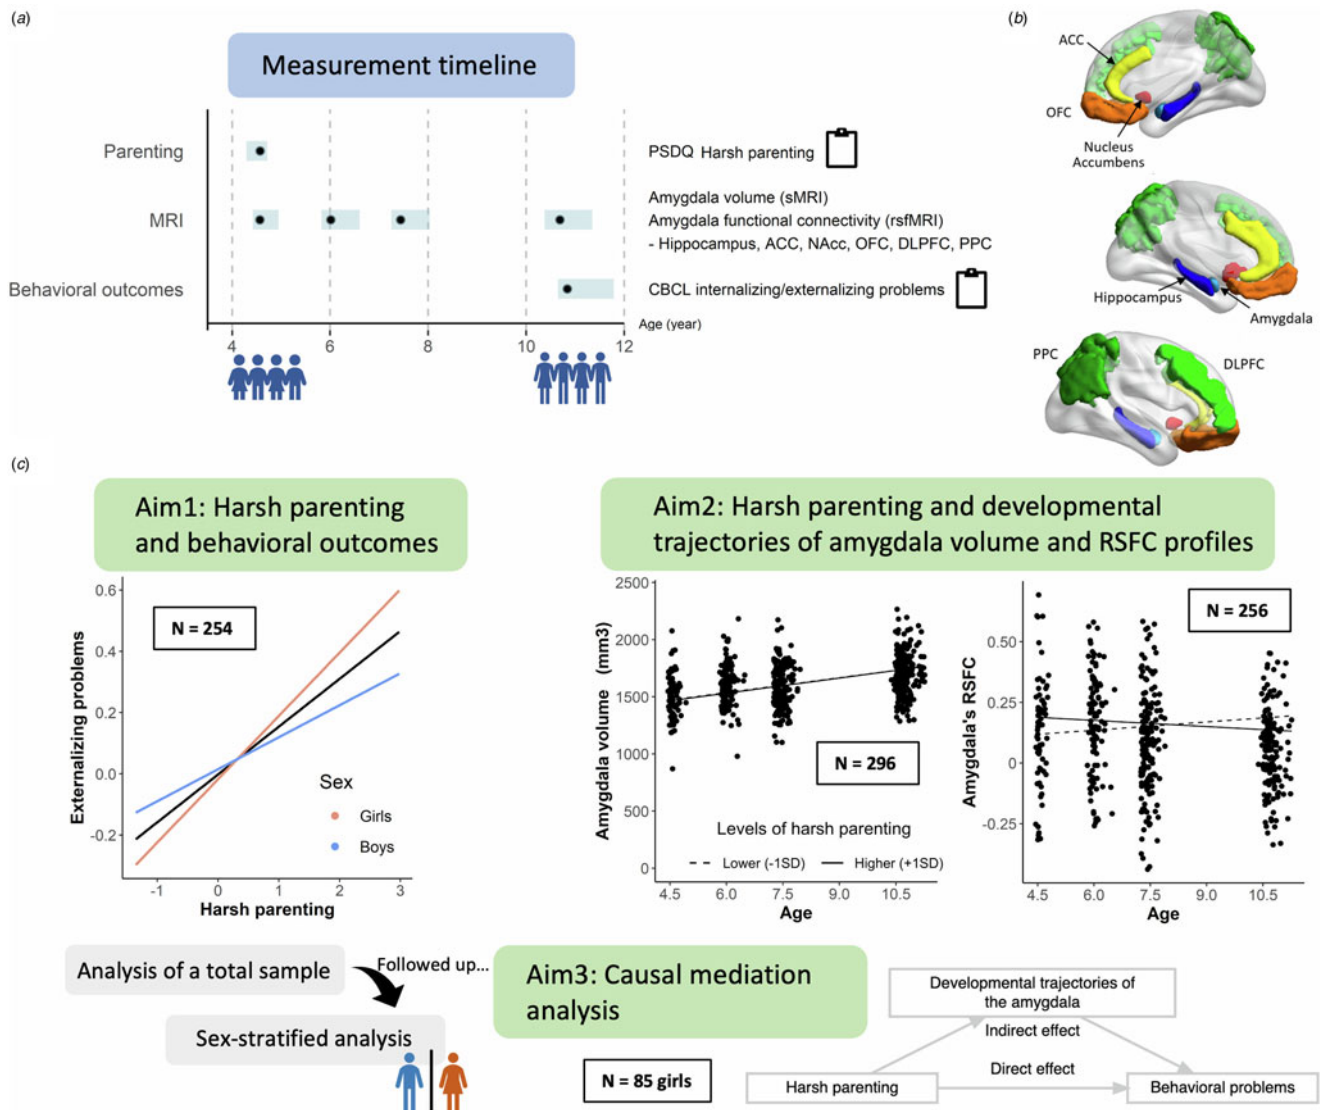 (a)
Measurement timeline
Parenting
MRI
Behavioral outcomes
PSDQ Harsh parenting
Amygdala volume (sMRI)
Amygdala functional connectivity (rsfMRI)
- Hippocampus, ACC, NAcc, OFC, DLPFC, PPC
CBCL internalizing/externalizing problems
Age (year)
4 6 8 10 12
(b)
ACC
OFC
Nucleus
Accumbens
Hippocampus
Amygdala
PPC
DLPFC
(c)
Aim1: Harsh parenting
and behavioral outcomes
Externalizing problems
0.6
0.4
0.2
0.0
-0.2
N = 254
Sex
Girls
Boys
-1 0 1 2 3
Harsh parenting
Aim2: Harsh parenting and developmental
trajectories of amygdala volume and RSFC profiles
Amygdala volume (mm3)
2500
2000
1500
1000
500
0
N = 296
Levels of harsh parenting
Lower (-1SD) Higher (+1SD)
4.5 6.0 7.5 9.0 10.5
Age
Amygdala's RSFC
0.50
0.25
0
-0.25
N = 256
4.5 6.0 7.5 9.0 10.5
Age
Analysis of a total sample
Followed up...
Sex-stratified analysis
Aim3: Causal mediation
analysis
N = 85 girls
Developmental trajectories of
the amygdala
Indirect effect
Direct effect
Harsh parenting
Behavioral problems